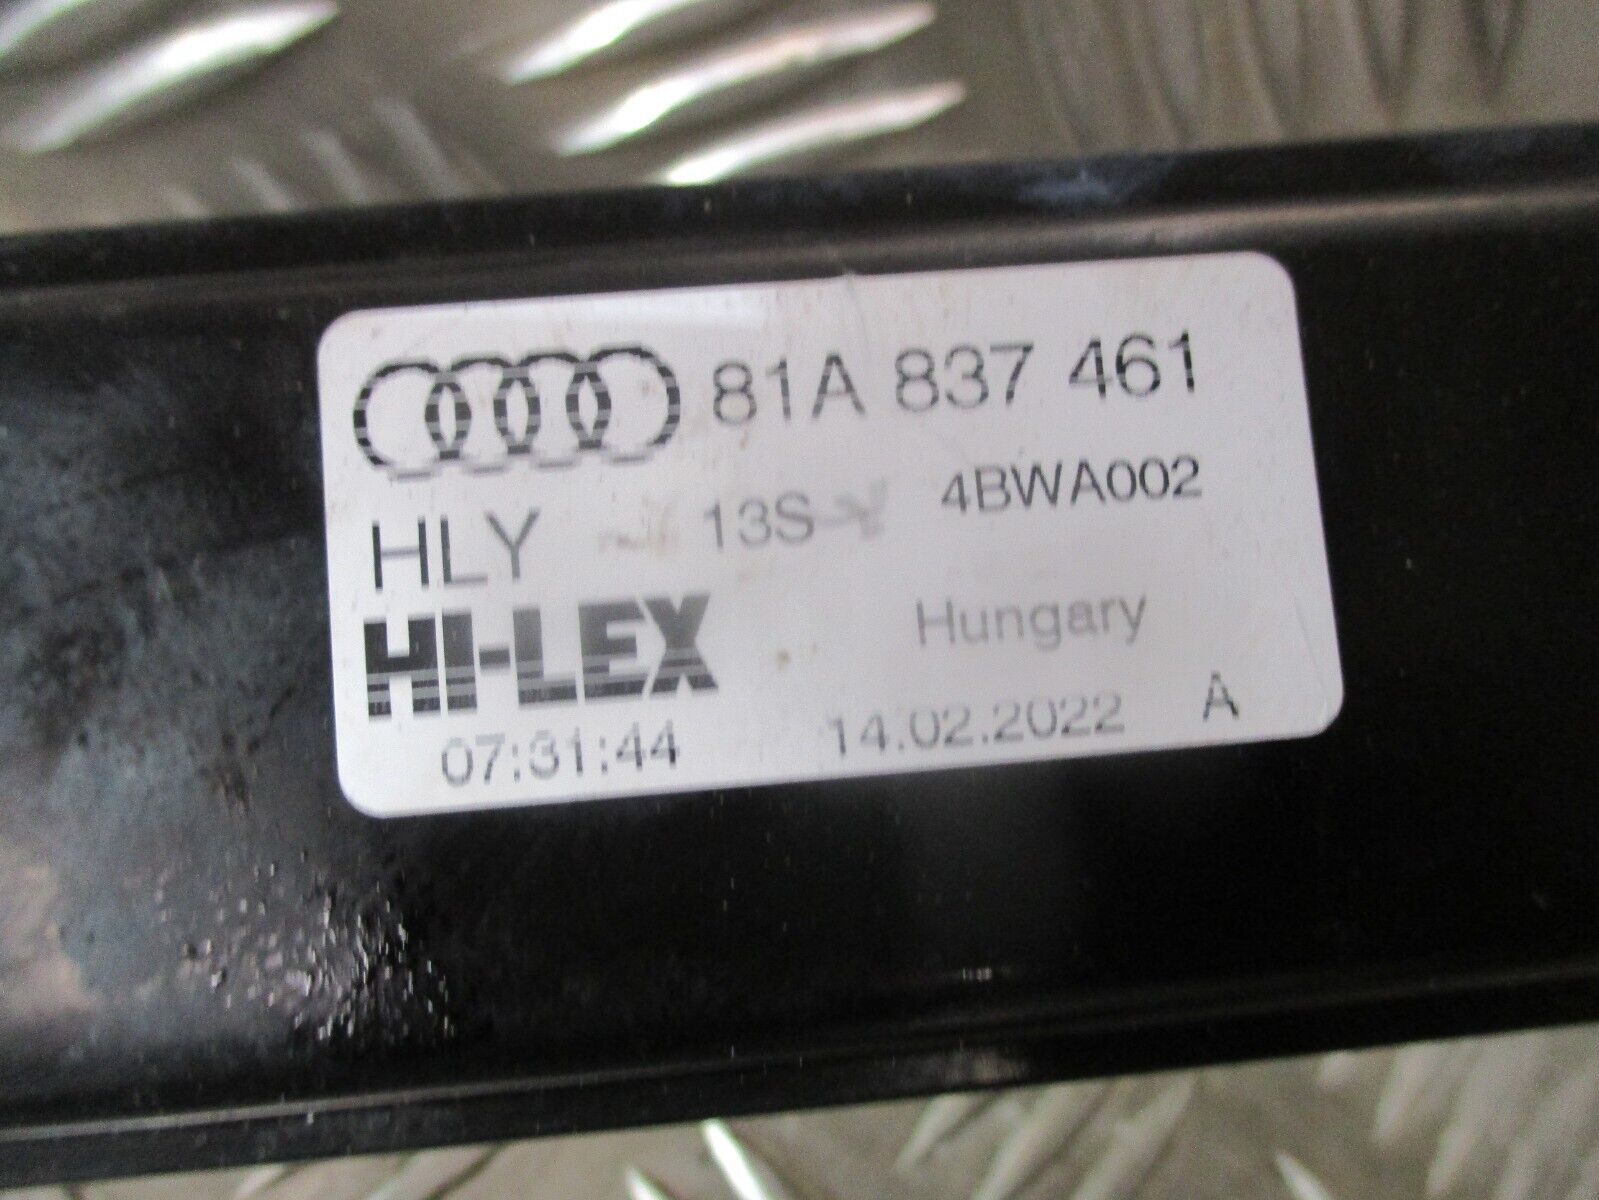 81A 837 461
HLY 13S 4BWA002
HI-LEX Hungary
07:31:44 14.02.2022 A